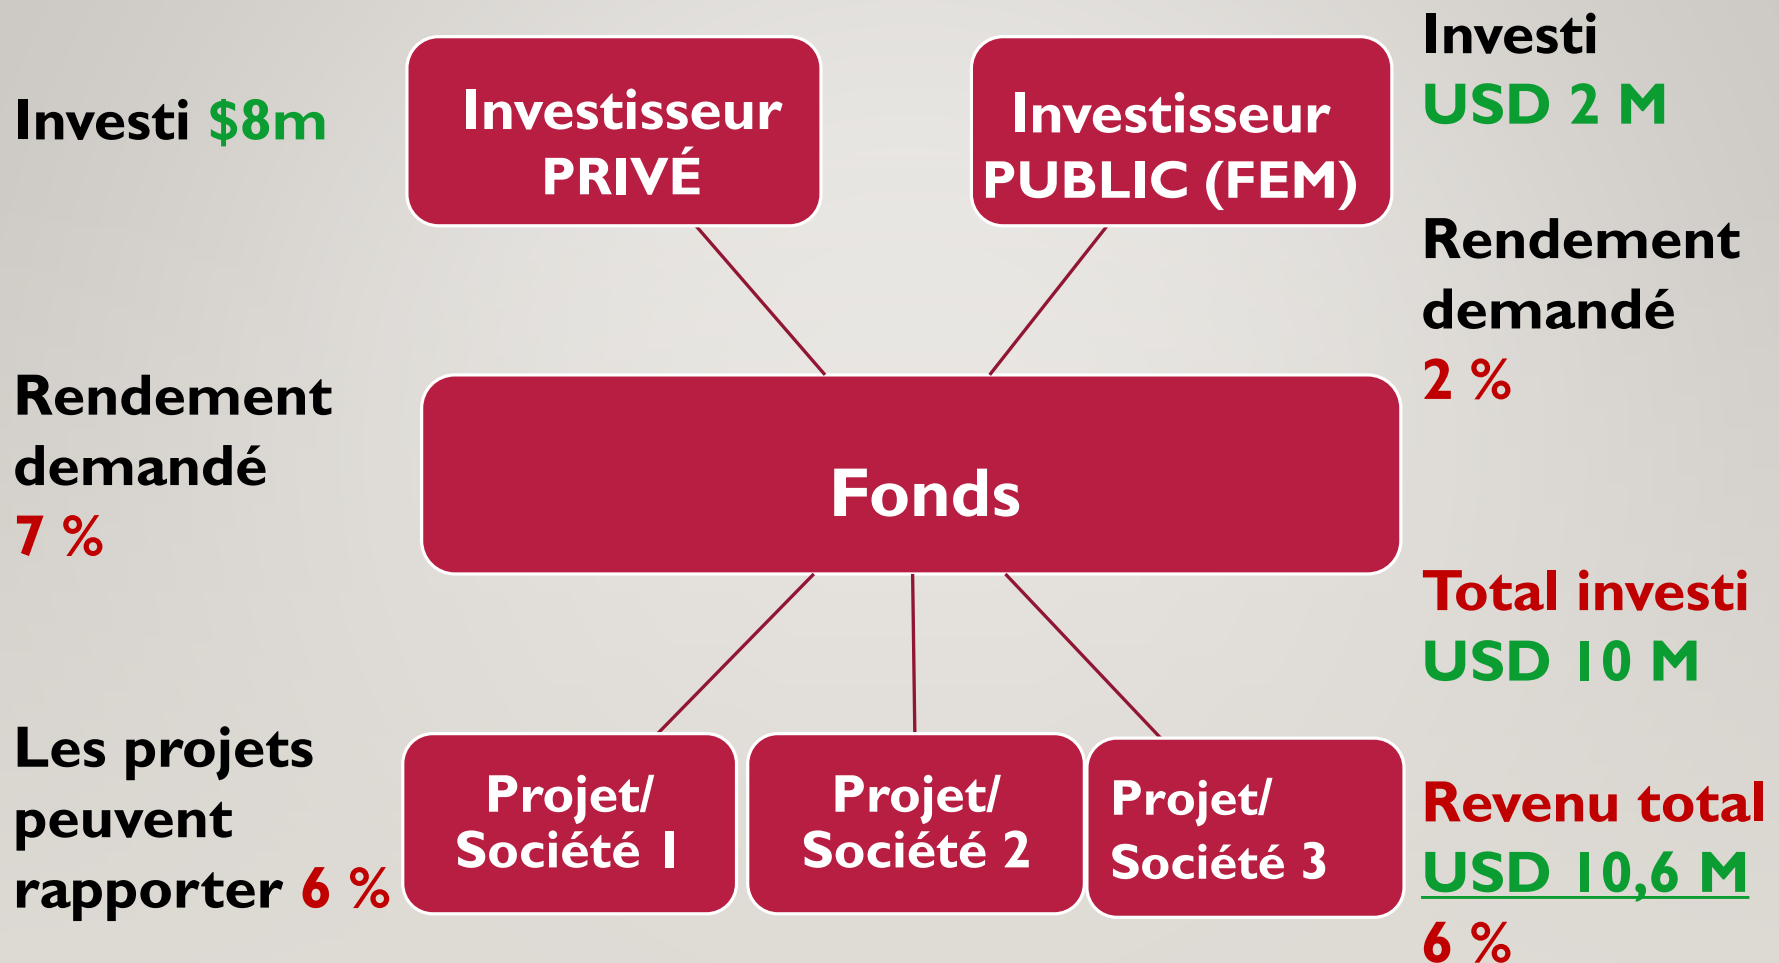 Investi $8m
Rendement
demandé
7 %
Les projets
peuvent
rapporter 6 %
Investisseur
PRIVÉ
Investisseur
PUBLIC (FEM)
Fonds
Projet/
Société 1
Projet/
Société 2
Projet/
Société 3
Investi
USD 2 M
Rendement
demandé
2 %
Total investi
USD 10 M
Revenu total
USD 10,6 M
6 %